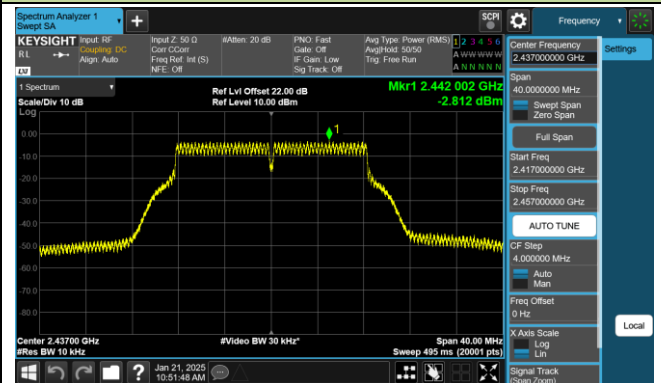 Spectrum Analyzer 1
Swept SA
SCPI
Frequency
KEYSIGHT
RL
Input: RF
Coupling: DC
Align: Auto
Input Z: 50 Ω
Corr CCorr
Freq Ref: Int (S)
NFE: Off
#Atten: 20 dB
PNO: Fast
Gate: Off
IF Gain: Low
Sig Track: Off
Avg Type: Power (RMS)
Avg|Hold: 50/50
Trig: Free Run
1 2 3 4 5 6
A W W W W W
A N N N N N
LXI
1 Spectrum
Scale/Div 10 dB
Log
Ref Lvl Offset 22.00 dB
Ref Level 10.00 dBm
Mkr1 2.442 002 GHz
-2.812 dBm
1
0.00
-10.0
-20.0
-30.0
-40.0
-50.0
-60.0
-70.0
-80.0
Center 2.43700 GHz
#Res BW 10 kHz
#Video BW 30 kHz*
Span 40.00 MHz
Sweep 495 ms (20001 pts)
?
Jan 21, 2025
10:51:48 AM
Center Frequency
2.437000000 GHz
Settings
Span
40.0000000 MHz
Swept Span
Zero Span
Full Span
Start Freq
2.417000000 GHz
Stop Freq
2.457000000 GHz
AUTO TUNE
CF Step
4.000000 MHz
Auto
Man
Freq Offset
0 Hz
X Axis Scale
Log
Lin
Local
Signal Track
(Span Zoom)